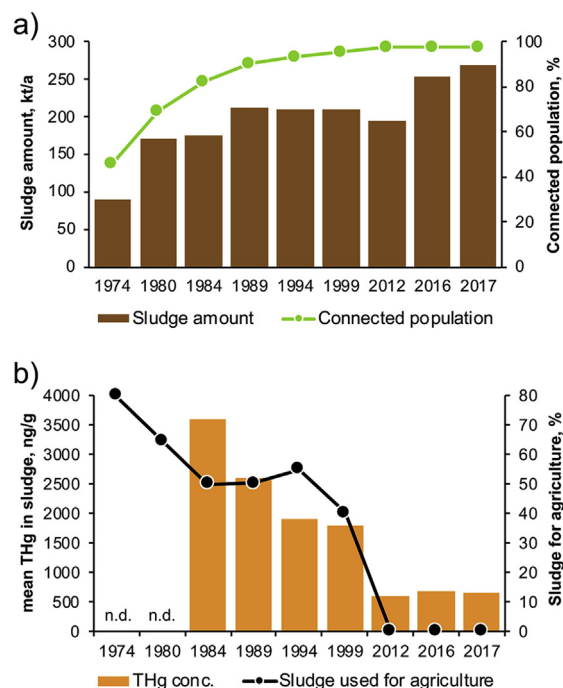 a)
Sludge amount, kt/a
300
250
200
150
100
50
0
100
80
60
40
20
0
Connected population, %
1974 1980 1984 1989 1994 1999 2012 2016 2017
Sludge amount Connected population
b)
mean THg in sludge, ng/g
4000
3500
3000
2500
2000
1500
1000
500
0
80
70
60
50
40
30
20
10
0
Sludge for agriculture, %
n.d. n.d.
1974 1980 1984 1989 1994 1999 2012 2016 2017
THg conc. Sludge used for agriculture